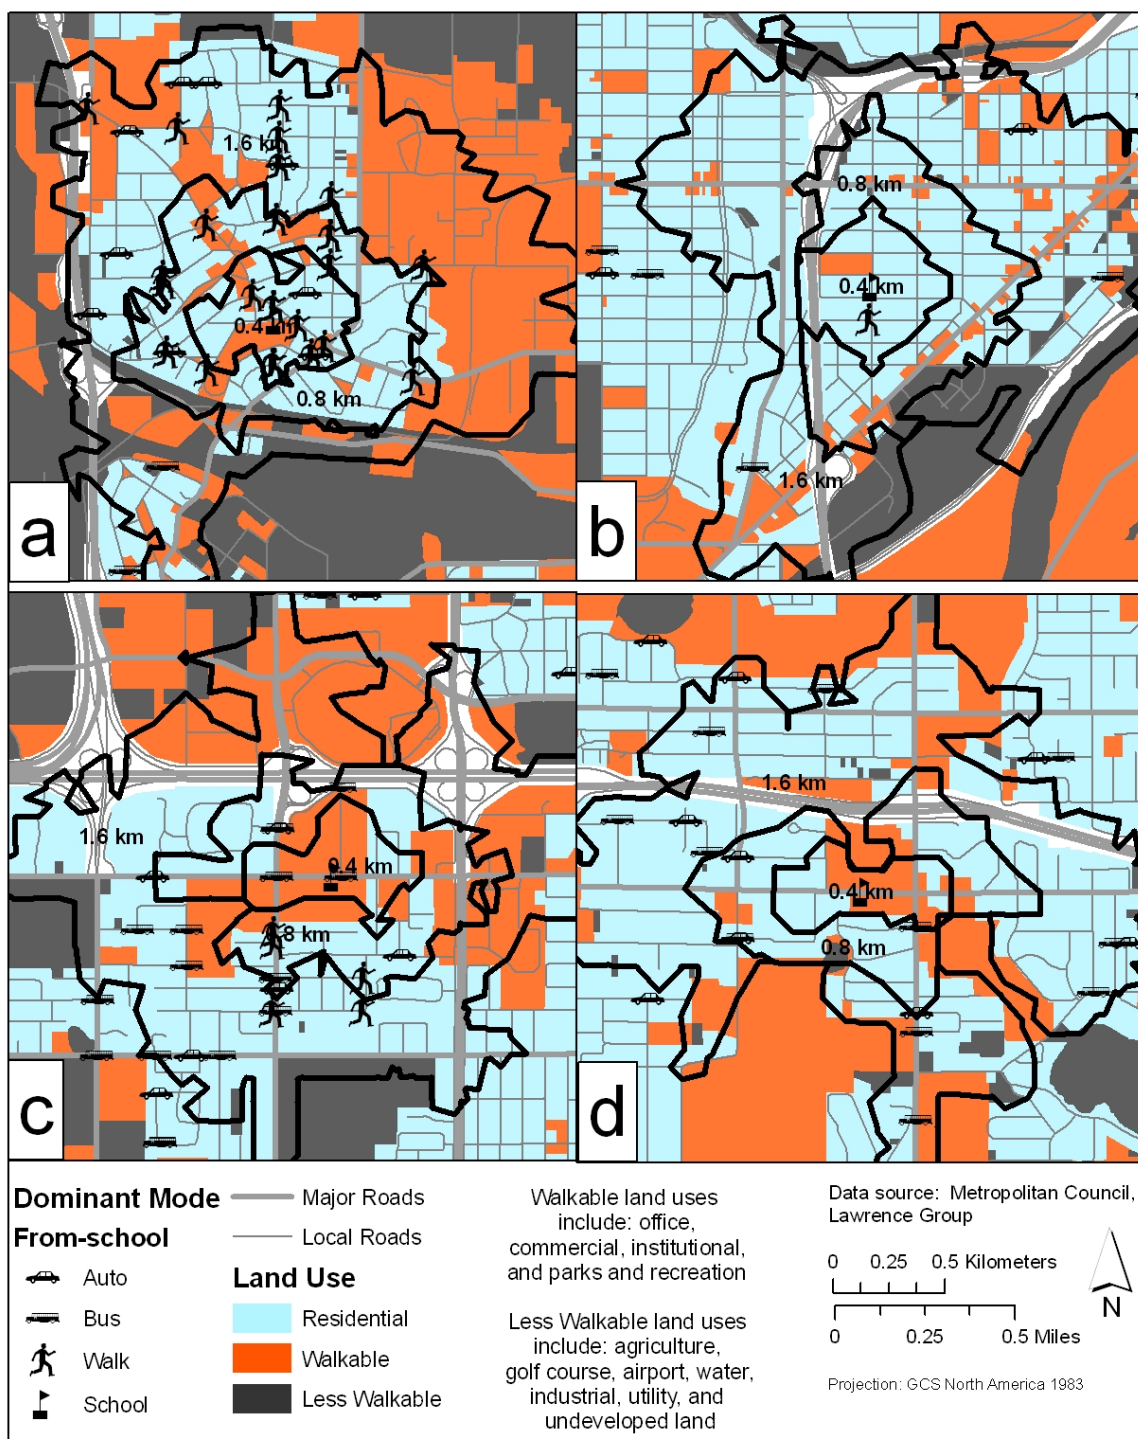 1.6 km
0.4 km
0.8 km
a
0.8 km
0.4 km
1.6 km
b
1.6 km
0.4 km
8 km
c
1.6 km
0.4 km
0.8 km
d
Dominant Mode
From-school
Auto
Bus
Walk
School
Major Roads
Local Roads
Land Use
Residential
Walkable
Less Walkable
Walkable land uses
include: office,
commercial, institutional,
and parks and recreation
Less Walkable land uses
include: agriculture,
golf course, airport, water,
industrial, utility, and
undeveloped land
Data source: Metropolitan Council,
Lawrence Group
0 0.25 0.5 Kilometers
0 0.25 0.5 Miles
N
Projection: GCS North America 1983